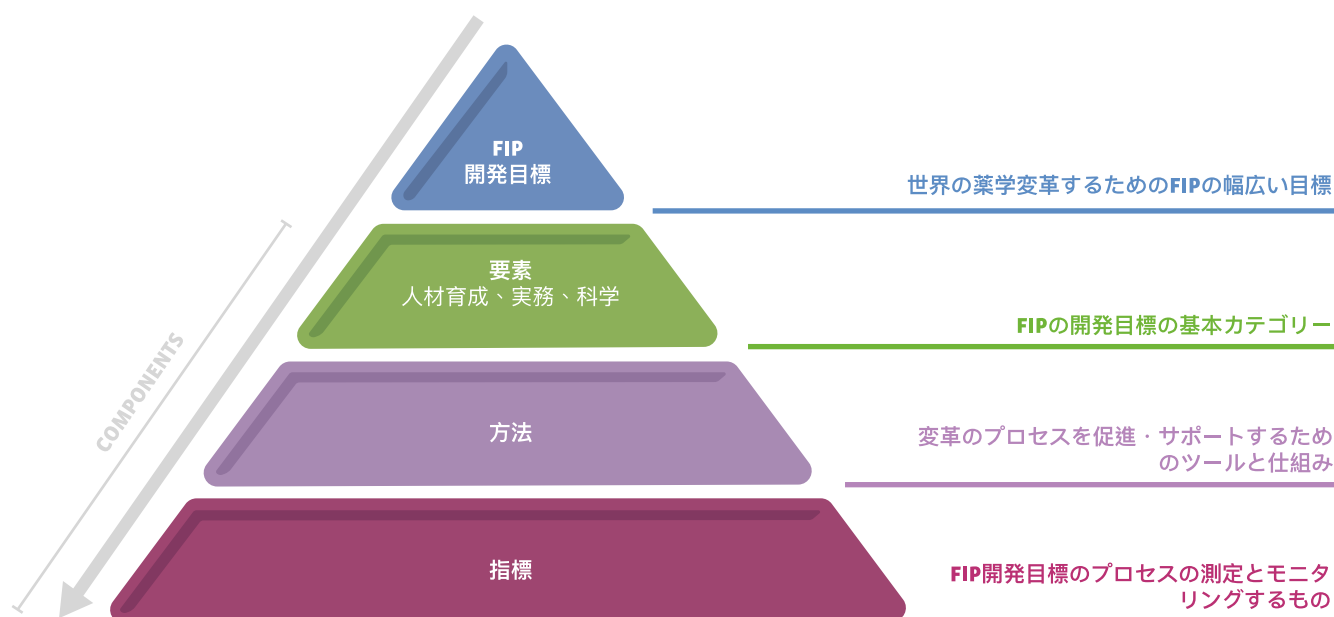 FIP
開発目標
世界の薬学変革するためのFIPの幅広い目標
要素
人材育成、実務、科学
FIPの開発目標の基本カテゴリー
COMPONENTS
方法
変革のプロセスを促進・サポートするため
のツールと仕組み
指標
FIP開発目標のプロセスの測定とモニタ
リングするもの